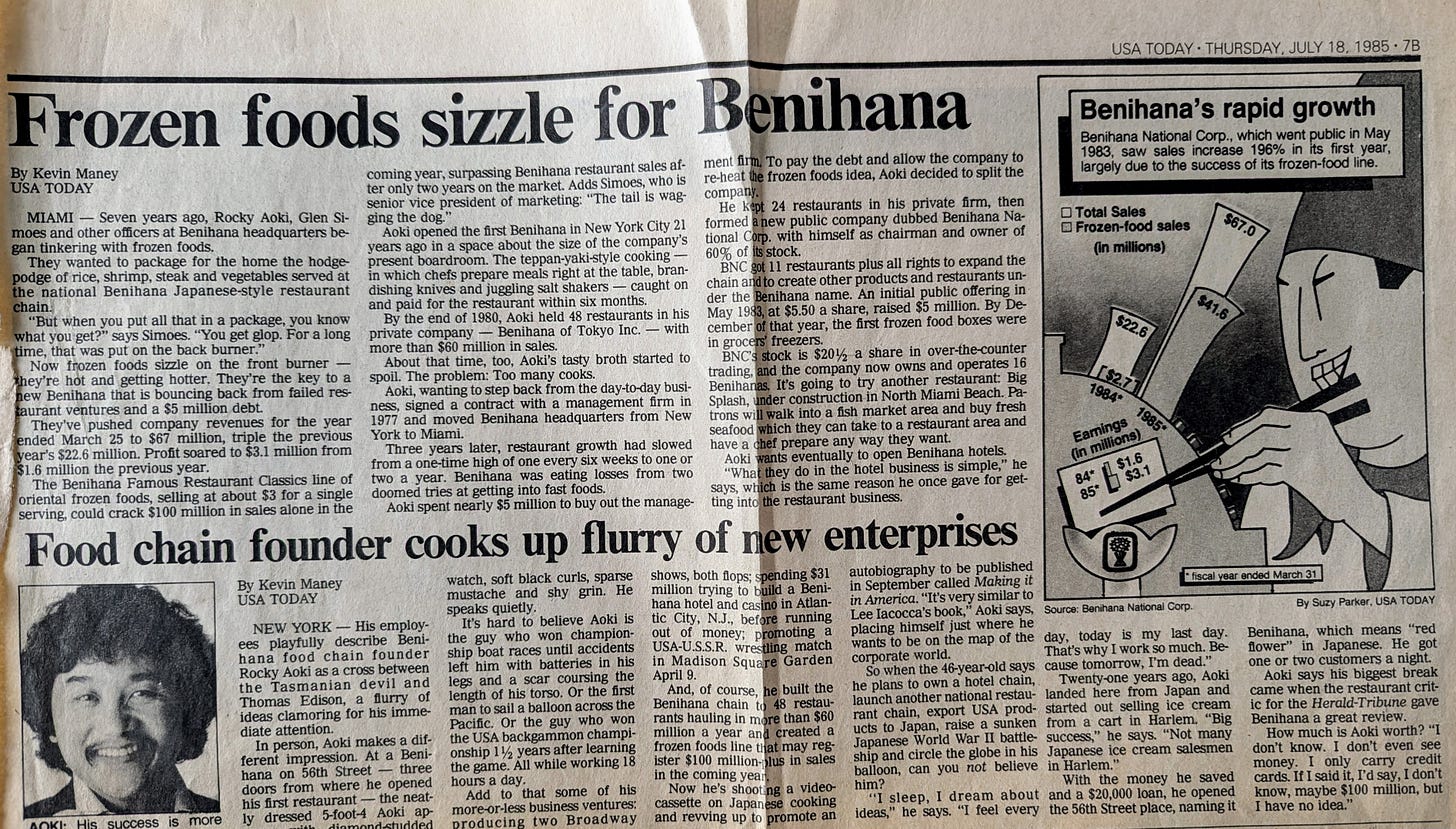 USA TODAY · THURSDAY, JULY 18, 1985 · 7B
Frozen foods sizzle for Benihana
By Kevin Maney
USA TODAY
MIAMI — Seven years ago, Rocky Aoki, Glen Si-
moes and other officers at Benihana headquarters be-
gan tinkering with frozen foods.
They wanted to package for the home the hodge-
podge of rice, shrimp, steak and vegetables served at
the national Benihana Japanese-style restaurant
chain.
"But when you put all that in a package, you know
what you get?" says Simoes. "You get glop. For a long
time, that was put on the back burner."
Now frozen foods sizzle on the front burner —
they're hot and getting hotter. They're the key to a
new Benihana that is bouncing back from failed res-
taurant ventures and a $5 million debt.
They've pushed company revenues for the year
ended March 25 to $67 million, triple the previous
year's $22.6 million. Profit soared to $3.1 million from
$1.6 million the previous year.
The Benihana Famous Restaurant Classics line of
oriental frozen foods, selling at about $3 for a single
serving, could crack $100 million in sales alone in the
coming year, surpassing Benihana restaurant sales af-
ter only two years on the market. Adds Simoes, who is
senior vice president of marketing: "The tail is wag-
ging the dog."
Aoki opened the first Benihana in New York City 21
years ago in a space about the size of the company's
present boardroom. The teppan-yaki-style cooking —
in which chefs prepare meals right at the table, bran-
dishing knives and juggling salt shakers — caught on
and paid for the restaurant within six months.
By the end of 1980, Aoki held 48 restaurants in his
private company — Benihana of Tokyo Inc. — with
more than $60 million in sales.
About that time, too, Aoki's tasty broth started to
spoil. The problem: Too many cooks.
Aoki, wanting to step back from the day-to-day busi-
ness, signed a contract with a management firm in
1977 and moved Benihana headquarters from New
York to Miami.
Three years later, restaurant growth had slowed
from a one-time high of one every six weeks to one or
two a year. Benihana was eating losses from two
doomed tries at getting into fast foods.
Aoki spent nearly $5 million to buy out the manage-
ment firm. To pay the debt and allow the company to
re-heat the frozen foods idea, Aoki decided to split the
company.
He kept 24 restaurants in his private firm, then
formed a new public company dubbed Benihana Na-
tional Corp. with himself as chairman and owner of
60% of its stock.
BNC got 11 restaurants plus all rights to expand the
chain and to create other products and restaurants un-
der the Benihana name. An initial public offering in
May 1983, at $5.50 a share, raised $5 million. By De-
cember of that year, the first frozen food boxes were
in grocers' freezers.
BNC's stock is $20½ a share in over-the-counter
trading, and the company now owns and operates 16
Benihanas. It's going to try another restaurant: Big
Splash, under construction in North Miami Beach. Pa-
trons will walk into a fish market area and buy fresh
seafood which they can take to a restaurant area and
have a chef prepare any way they want.
Aoki wants eventually to open Benihana hotels.
"What they do in the hotel business is simple," he
says, which is the same reason he once gave for get-
ting into the restaurant business.
Benihana's rapid growth
Benihana National Corp., which went public in May
1983, saw sales increase 196% in its first year,
largely due to the success of its frozen-food line.
Total Sales
Frozen-food sales
(in millions)
$67.0
$41.6
$22.6
$2.7
1984*
1985*
Earnings
(in millions)
84* $1.6
85* $3.1
* fiscal year ended March 31
Source: Benihana National Corp.
By Suzy Parker, USA TODAY
Food chain founder cooks up flurry of new enterprises
AOKI: His success is more
By Kevin Maney
USA TODAY
NEW YORK — His employ-
ees playfully describe Beni-
hana food chain founder
Rocky Aoki as a cross between
the Tasmanian devil and
Thomas Edison, a flurry of
ideas clamoring for his imme-
diate attention.
In person, Aoki makes a dif-
ferent impression. At a Beni-
hana on 56th Street — three
doors from where he opened
his first restaurant — the neat-
ly dressed 5-foot-4 Aoki ap-
diamond-studded
watch, soft black curls, sparse
mustache and shy grin. He
speaks quietly.
It's hard to believe Aoki is
the guy who won champion-
ship boat races until accidents
left him with batteries in his
legs and a scar coursing the
length of his torso. Or the first
man to sail a balloon across the
Pacific. Or the guy who won
the USA backgammon champi-
onship 1½ years after learning
the game. All while working 18
hours a day.
Add to that some of his
more-or-less business ventures:
producing two Broadway
shows, both flops; spending $31
million trying to build a Beni-
hana hotel and casino in Atlan-
tic City, N.J., before running
out of money; promoting a
USA-U.S.S.R. wrestling match
in Madison Square Garden
April 9.
And, of course, he built the
Benihana chain to 48 restau-
rants hauling in more than $60
million a year and created a
frozen foods line that may reg-
ister $100 million-plus in sales
in the coming year.
Now he's shooting a video-
cassette on Japanese cooking
and revving up to promote an
autobiography to be published
in September called Making it
in America. "It's very similar to
Lee Iacocca's book," Aoki says,
placing himself just where he
wants to be on the map of the
corporate world.
So when the 46-year-old says
he plans to own a hotel chain,
launch another national restau-
rant chain, export USA prod-
ucts to Japan, raise a sunken
Japanese World War II battle-
ship and circle the globe in his
balloon, can you not believe
him?
"I sleep, I dream about
ideas," he says. "I feel every
day, today is my last day.
That's why I work so much. Be-
cause tomorrow, I'm dead."
Twenty-one years ago, Aoki
landed here from Japan and
started out selling ice cream
from a cart in Harlem. "Big
success," he says. "Not many
Japanese ice cream salesmen
in Harlem."
With the money he saved
and a $20,000 loan, he opened
the 56th Street place, naming it
Benihana, which means "red
flower" in Japanese. He got
one or two customers a night.
Aoki says his biggest break
came when the restaurant crit-
ic for the Herald-Tribune gave
Benihana a great review.
How much is Aoki worth? "I
don't know. I don't even see
money. I only carry credit
cards. If I said it, I'd say, I don't
know, maybe $100 million, but
I have no idea."